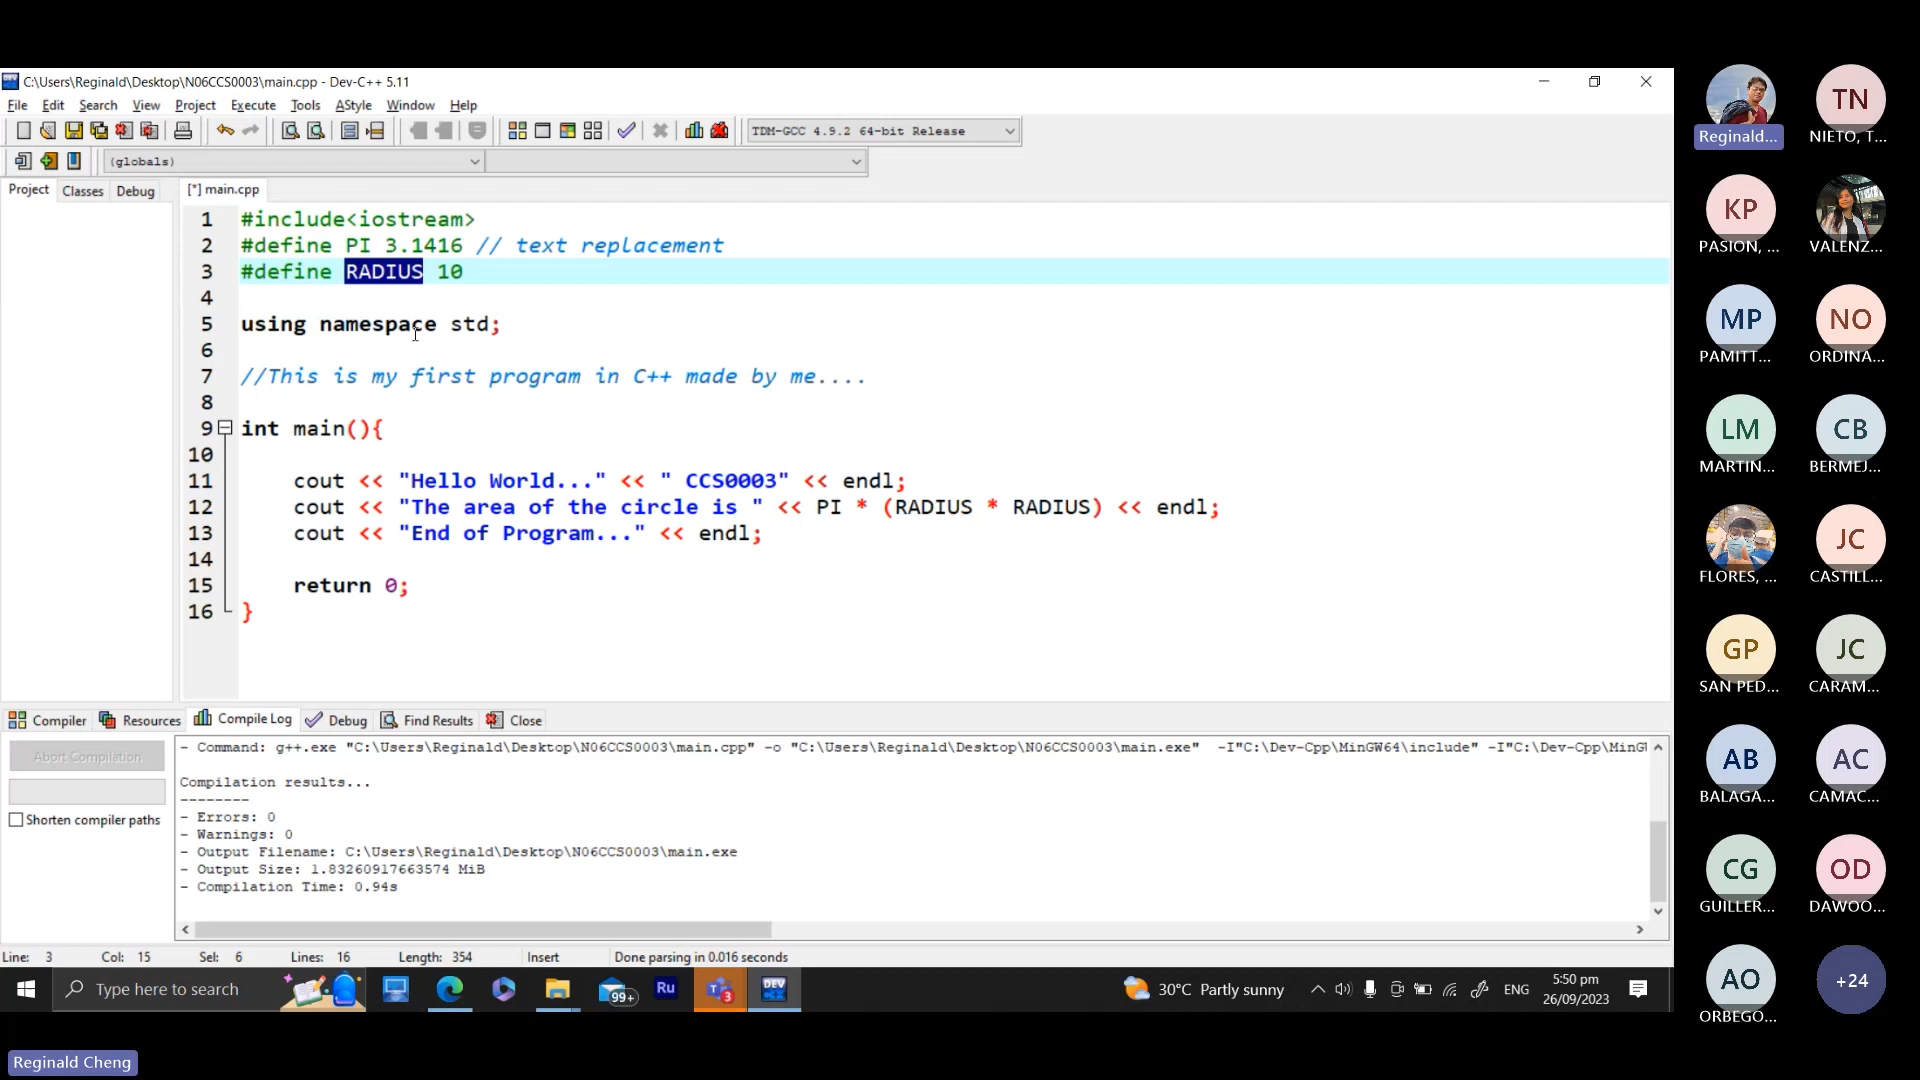 C:\Users\Reginald\Desktop\N06CCS0003\main.cpp - Dev-C++ 5.11
File Edit Search View Project Execute Tools AStyle Window Help
TDM-GCC 4.9.2 64-bit Release
(globals)
Project Classes Debug [*] main.cpp
1 #include<iostream>
2 #define PI 3.1416 // text replacement
3 #define RADIUS 10
4
5 using namespace std;
6
7 //This is my first program in C++ made by me....
8
9 int main(){
10
11 cout << "Hello World..." << " CCS0003" << endl;
12 cout << "The area of the circle is " << PI * (RADIUS * RADIUS) << endl;
13 cout << "End of Program..." << endl;
14
15 return 0;
16 }
Compiler Resources Compile Log Debug Find Results Close
Abort Compilation
Shorten compiler paths
- Command: g++.exe "C:\Users\Reginald\Desktop\N06CCS0003\main.cpp" -o "C:\Users\Reginald\Desktop\N06CCS0003\main.exe" -I"C:\Dev-Cpp\MinGW64\include" -I"C:\Dev-Cpp\MinGW
Compilation results...
--------
- Errors: 0
- Warnings: 0
- Output Filename: C:\Users\Reginald\Desktop\N06CCS0003\main.exe
- Output Size: 1.83260917663574 MiB
- Compilation Time: 0.94s
Line: 3 Col: 15 Sel: 6 Lines: 16 Length: 354 Insert Done parsing in 0.016 seconds
Type here to search
99+
Ru
3
DEV
30°C Partly sunny
ENG
5:50 pm
26/09/2023
Reginald Cheng
Reginald...
TN
NIETO, T...
KP
PASION, ...
VALENZ...
MP
PAMITT...
NO
ORDINA...
LM
MARTIN...
CB
BERMEJ...
FLORES, ...
JC
CASTILL...
GP
SAN PED...
JC
CARAM...
AB
BALAGA...
AC
CAMAC...
CG
GUILLER...
OD
DAWOO...
AO
ORBEGO...
+24